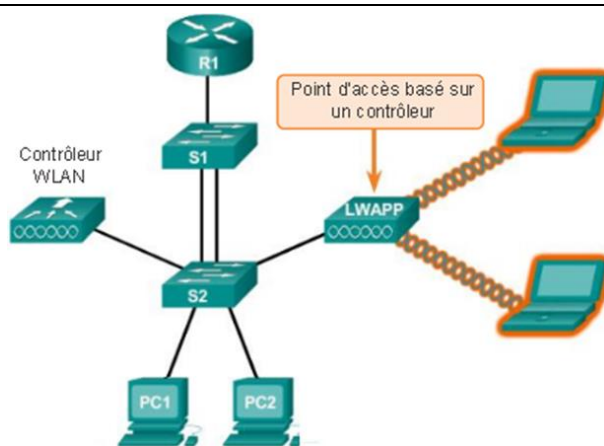 R1
Point d'accès basé sur
un contrôleur
S1
Contrôleur
WLAN
LWAPP
S2
PC1
PC2